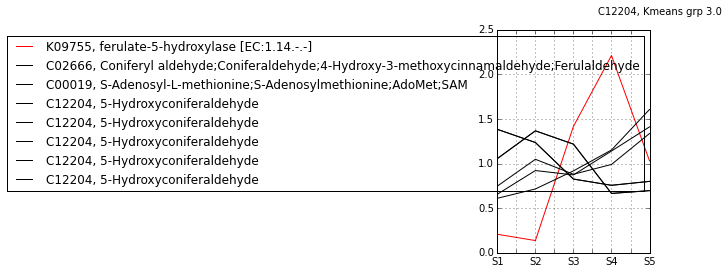 C12204, Kmeans grp 3.0
K09755, ferulate-5-hydroxylase [EC:1.14.-.-]
C02666, Coniferyl aldehyde;Coniferaldehyde;4-Hydroxy-3-methoxycinnamaldehyde;Ferulaldehyde
C00019, S-Adenosyl-L-methionine;S-Adenosylmethionine;AdoMet;SAM
C12204, 5-Hydroxyconiferaldehyde
C12204, 5-Hydroxyconiferaldehyde
C12204, 5-Hydroxyconiferaldehyde
C12204, 5-Hydroxyconiferaldehyde
C12204, 5-Hydroxyconiferaldehyde
2.5
2.0
1.5
1.0
0.5
0.0
S1 S2 S3 S4 S5